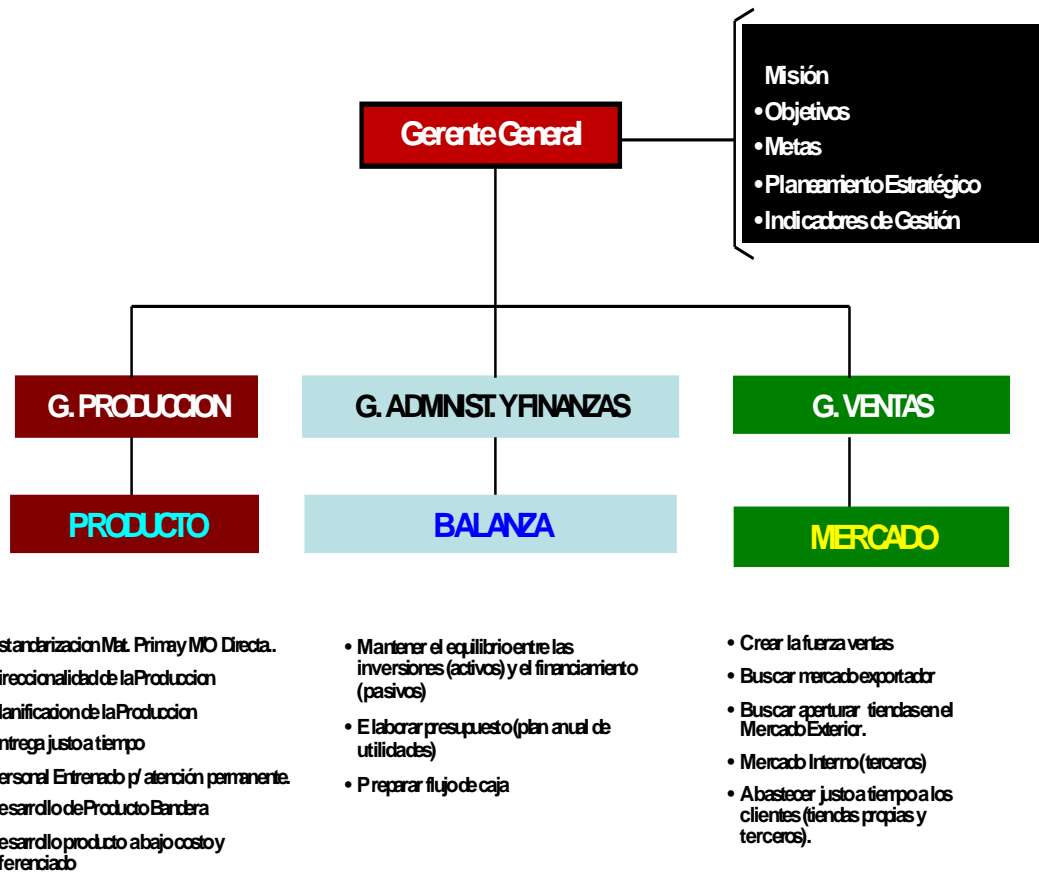 Misión
• Objetivos
• Metas
• Planeamiento Estratégico
• Indicadores de Gestión
Gerente General
G. PRODUCCION
G. ADMINIST. Y FINANZAS
G. VENTAS
PRODUCTO
BALANZA
MERCADO
standarizacion Mat. Prima y M/O Directa..
ireccionalidad de la Produccion
lanificacion de la Produccion
ntrega justo a tiempo
ersonal Entrenado p/ atención permanente.
esarrollo de Producto Bandera
esarrollo producto a bajo costo y
ferenciado
• Mantener el equilibrio entre las
inversiones (activos) y el financiamiento
(pasivos)
• Elaborar presupuesto (plan anual de
utilidades)
• Preparar flujo de caja
• Crear la fuerza ventas
• Buscar mercado exportador
• Buscar aperturar tiendas en el
Mercado Exterior.
• Mercado Interno (terceros)
• Abastecer justo a tiempo a los
clientes (tiendas propias y
terceros).